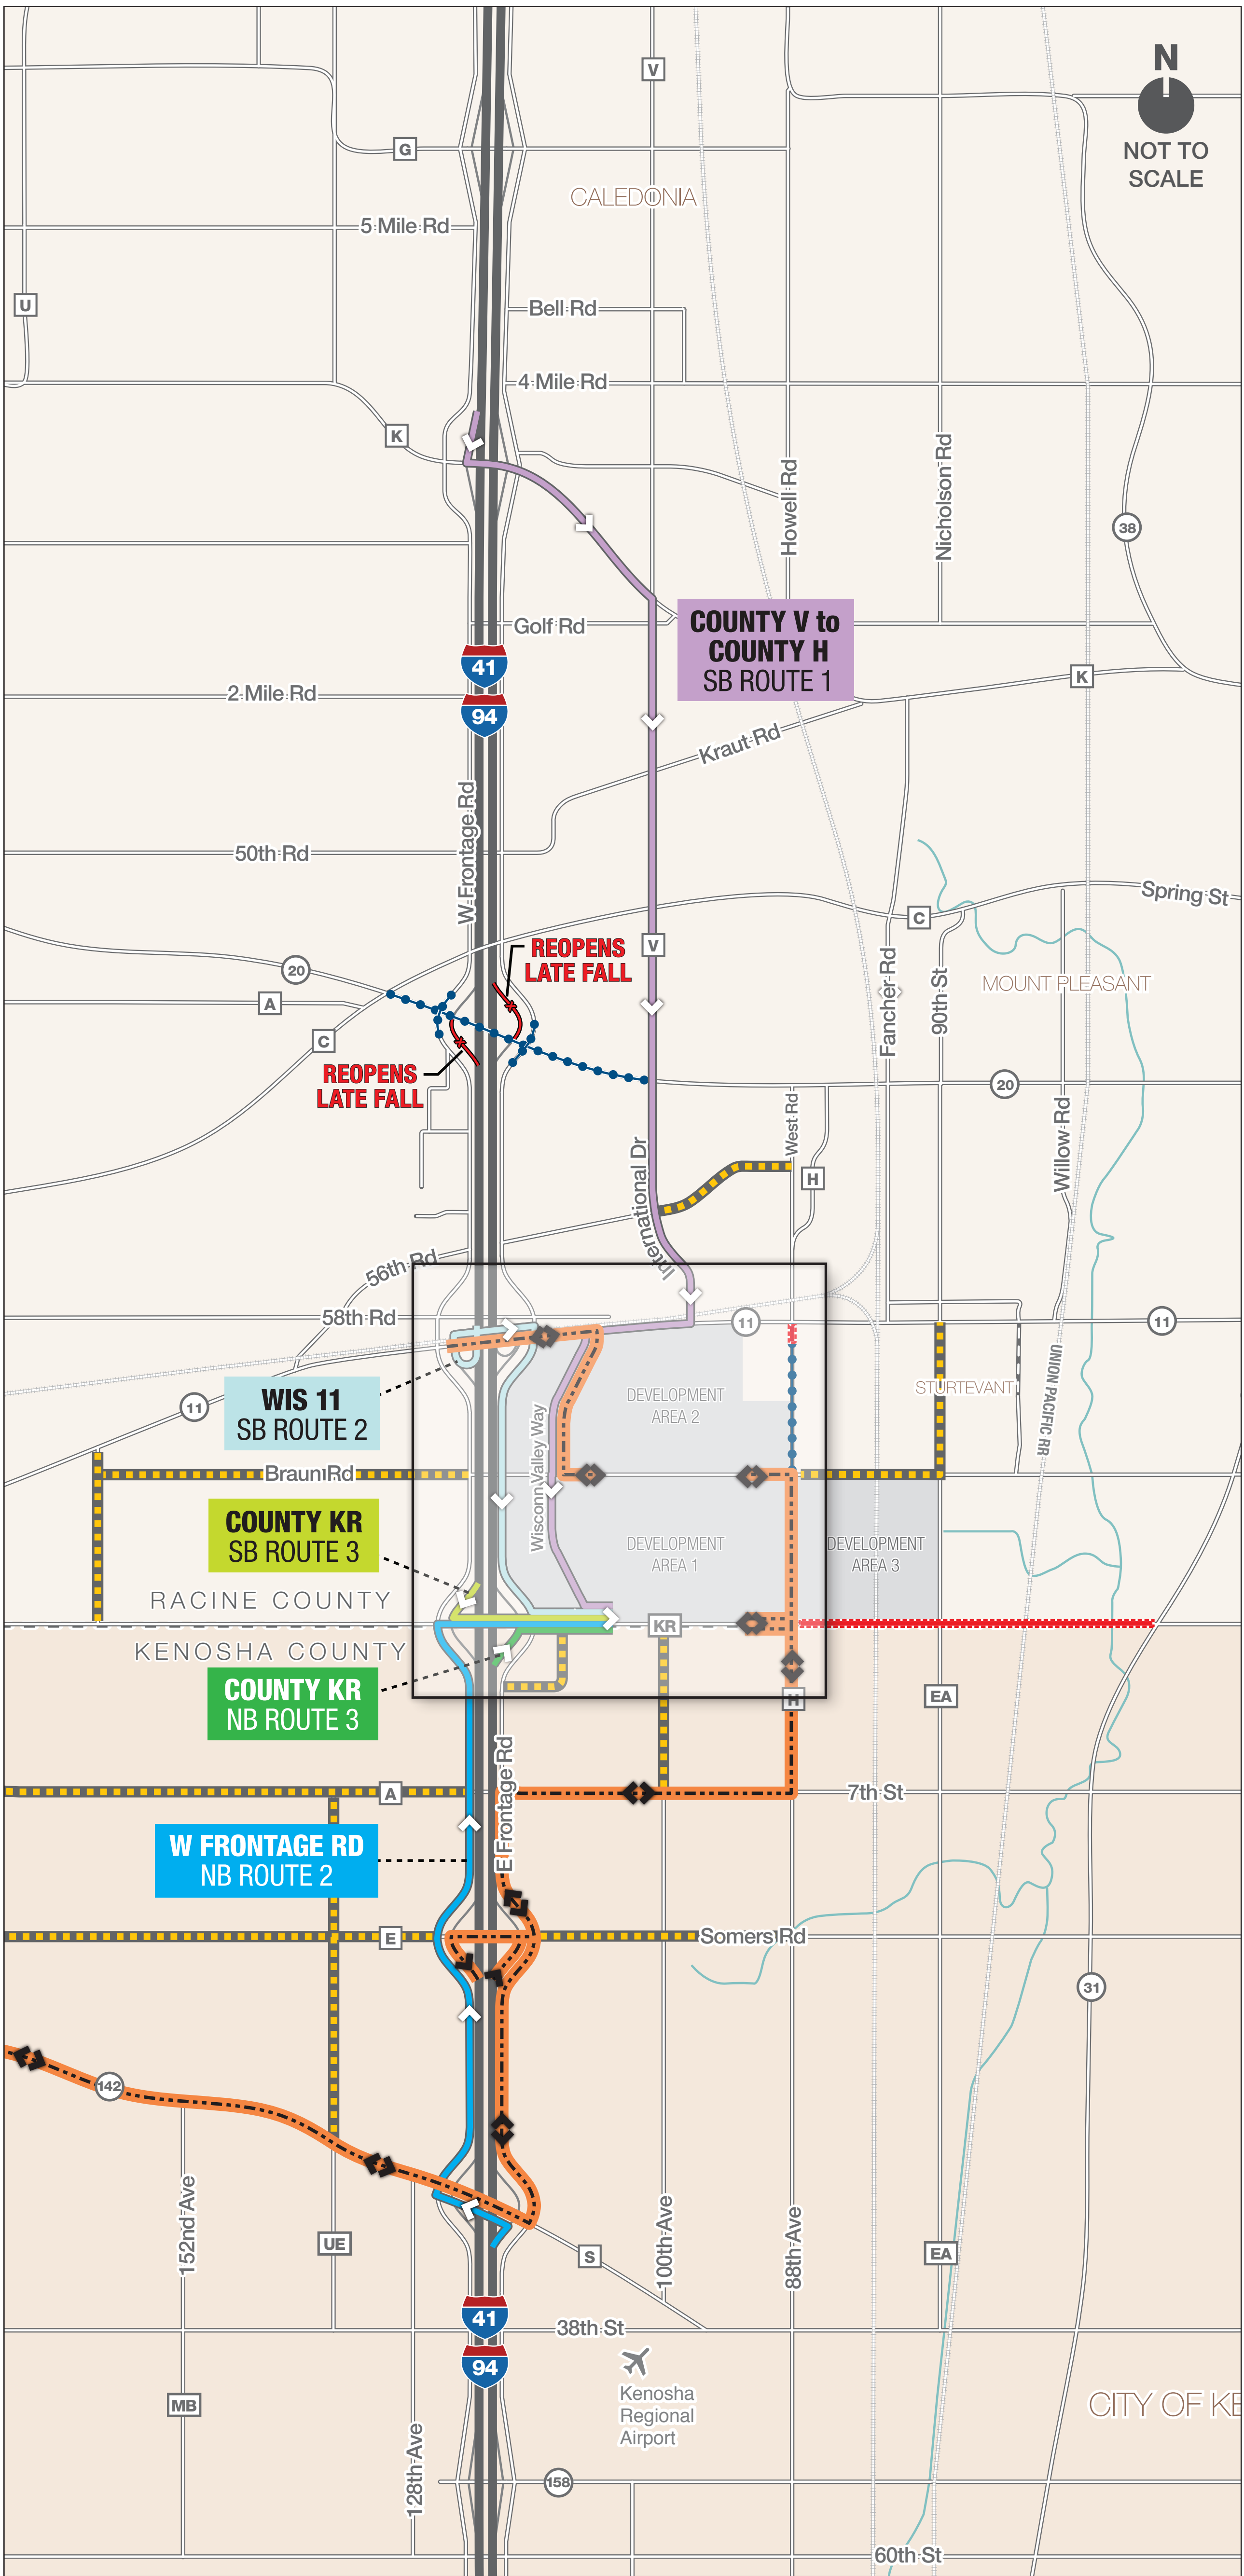 N
NOT TO
SCALE
V
G
CALEDONIA
5 Mile Rd
U
Bell Rd
4 Mile Rd
K
Howell Rd
Nicholson Rd
38
COUNTY V to
COUNTY H
SB ROUTE 1
Golf Rd
41
94
K
2 Mile Rd
Kraut Rd
W Frontage Rd
50th Rd
Spring St
C
V
REOPENS
LATE FALL
20
A
C
Fancher Rd
90th St
MOUNT PLEASANT
REOPENS
LATE FALL
20
West Rd
Willow Rd
International Dr
H
56th Rd
58th Rd
11
11
UNION PACIFIC RR
WIS 11
SB ROUTE 2
11
DEVELOPMENT
AREA 2
STURTEVANT
Wisconn Valley Way
Braun Rd
COUNTY KR
SB ROUTE 3
DEVELOPMENT
AREA 1
DEVELOPMENT
AREA 3
RACINE COUNTY
KR
KENOSHA COUNTY
COUNTY KR
NB ROUTE 3
H
EA
E Frontage Rd
A
7th St
W FRONTAGE RD
NB ROUTE 2
E
Somers Rd
31
142
152nd Ave
UE
S
100th Ave
88th Ave
EA
41
94
38th St
Kenosha
Regional
Airport
MB
CITY OF KE
128th Ave
158
60th St